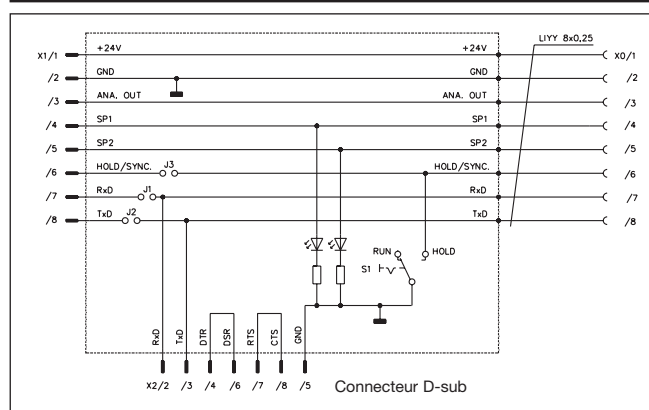 LIYY 8x0,25
X1/1 +24V +24V X0/1
/2 GND GND /2
/3 ANA. OUT ANA. OUT /3
/4 SP1 SP1 /4
/5 SP2 SP2 /5
/6 HOLD/SYNC. J3 HOLD/SYNC. /6
/7 RxD J1 RxD /7
/8 TxD J2 TxD /8
RUN HOLD
S1
RxD TxD DTR DSR RTS CTS GND
X2/2 /3 /4 /6 /7 /8 /5 Connecteur D-sub